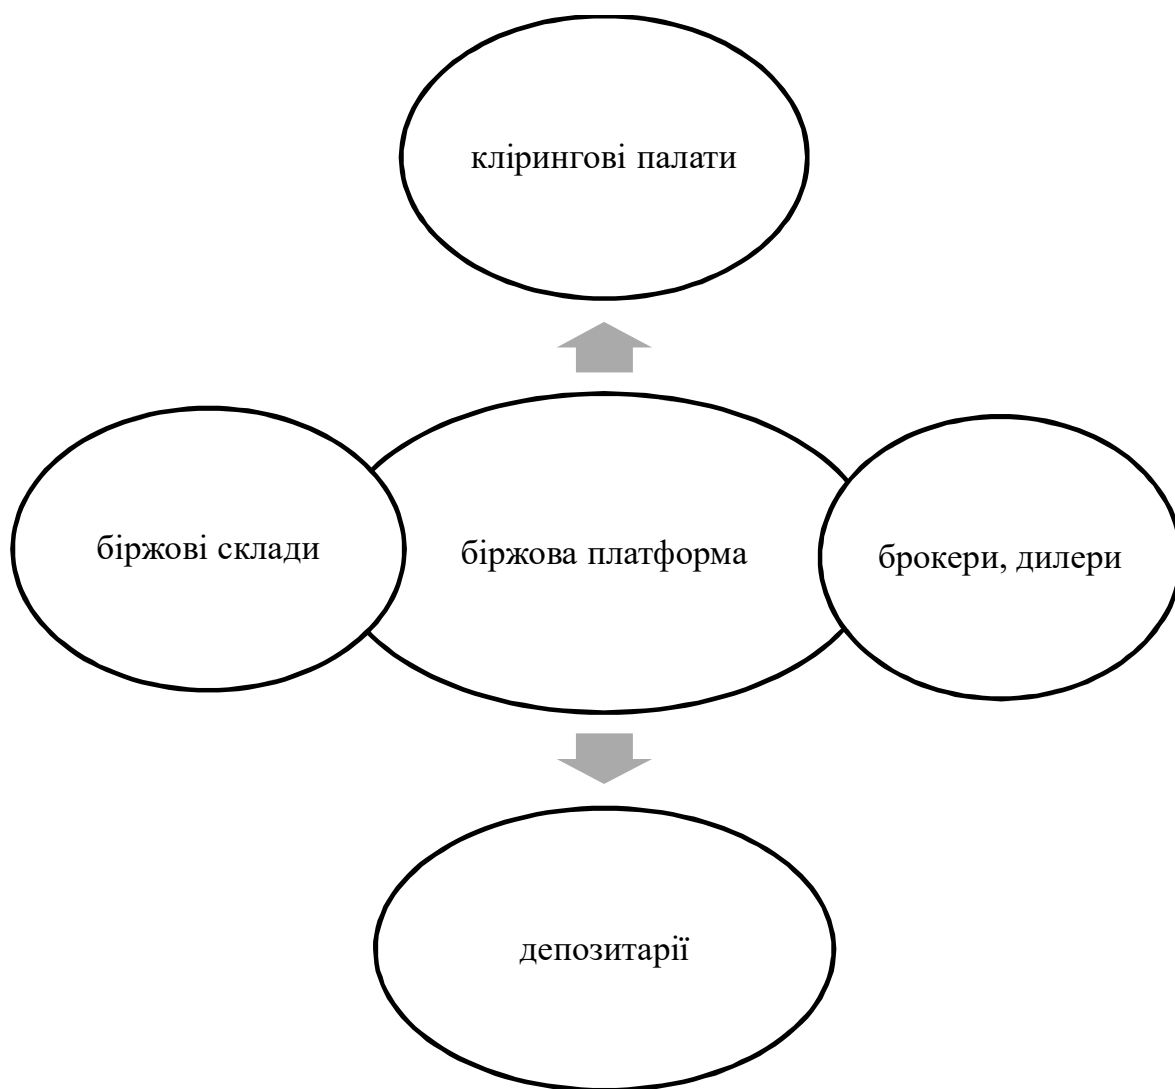 клірингові палати
біржові склади
біржова платформа
брокери, дилери
депозитарії